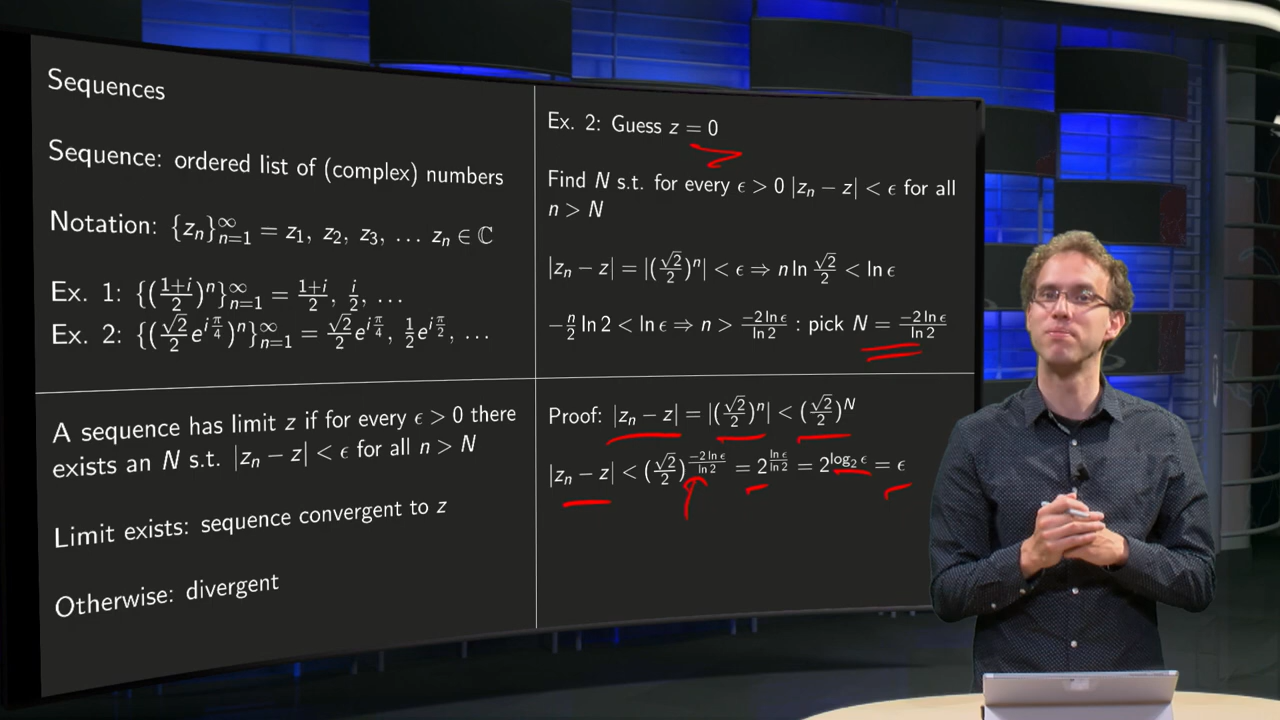 Sequences
Sequence: ordered list of (complex) numbers
Notation: {z_n}_{n=1}^∞ = z_1, z_2, z_3, … z_n ∈ ℂ
Ex. 1: {((1+i)/2)^n}_{n=1}^∞ = (1+i)/2, i/2, …
Ex. 2: {(√2/2 e^{iπ/4})^n}_{n=1}^∞ = √2/2 e^{iπ/4}, 1/2 e^{iπ/2}, …
A sequence has limit z if for every ϵ > 0 there
exists an N s.t. |z_n − z| < ϵ for all n > N
Limit exists: sequence convergent to z
Otherwise: divergent
Ex. 2: Guess z = 0
Find N s.t. for every ϵ > 0 |z_n − z| < ϵ for all
n > N
|z_n − z| = |(√2/2)^n| < ϵ ⇒ n ln √2/2 < ln ϵ
−n/2 ln 2 < ln ϵ ⇒ n > (−2 ln ϵ)/(ln 2) : pick N = (−2 ln ϵ)/(ln 2)
Proof: |z_n − z| = |(√2/2)^n| < (√2/2)^N
|z_n − z| < (√2/2)^{(−2 ln ϵ)/(ln 2)} = 2^{(ln ϵ)/(ln 2)} = 2^{log_2 ϵ} = ϵ